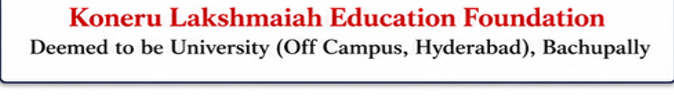 Koneru Lakshmaiah Education Foundation
Deemed to be University (Off Campus, Hyderabad), Bachupally